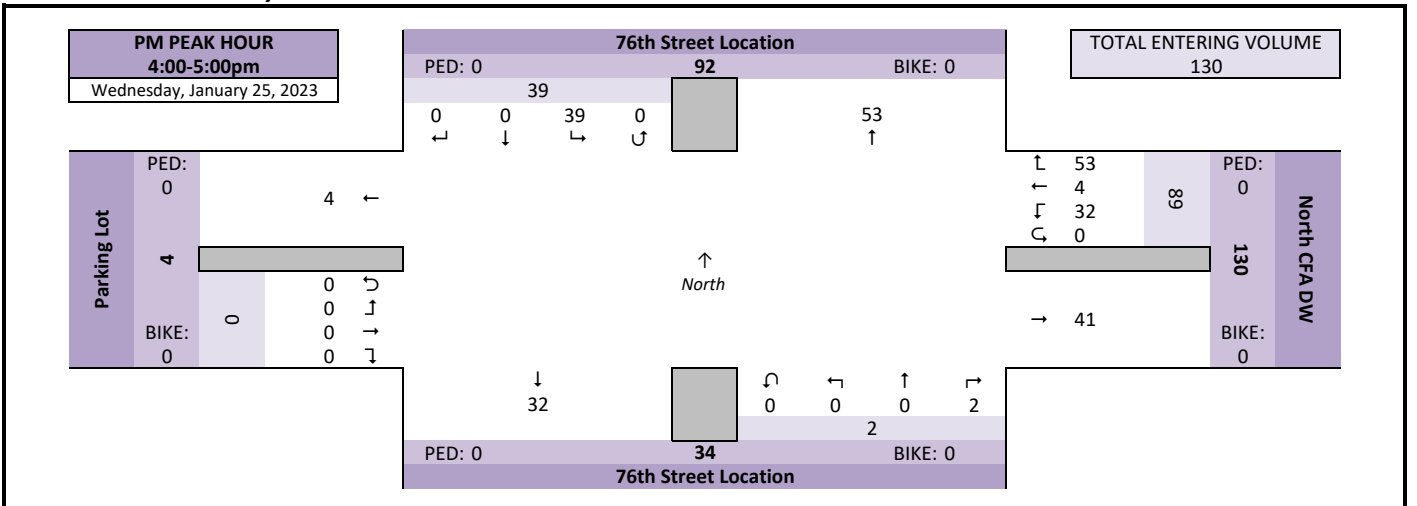 PM PEAK HOUR
4:00-5:00pm
Wednesday, January 25, 2023
76th Street Location
PED: 0 92 BIKE: 0
39
0 0 39 0
↵ ↓ ↳ ↺
53
↑
TOTAL ENTERING VOLUME
130
Parking Lot
PED:
0
4
BIKE:
0
0
4 ←
0 ⮌
0 ⮥
0 →
0 ⮧
↑
North
↱ 53
← 4
↲ 32
⮎ 0
89
→ 41
PED:
0
130
BIKE:
0
North CFA DW
↓
32
⮏ ↰ ↑ ↱
0 0 0 2
2
PED: 0 34 BIKE: 0
76th Street Location